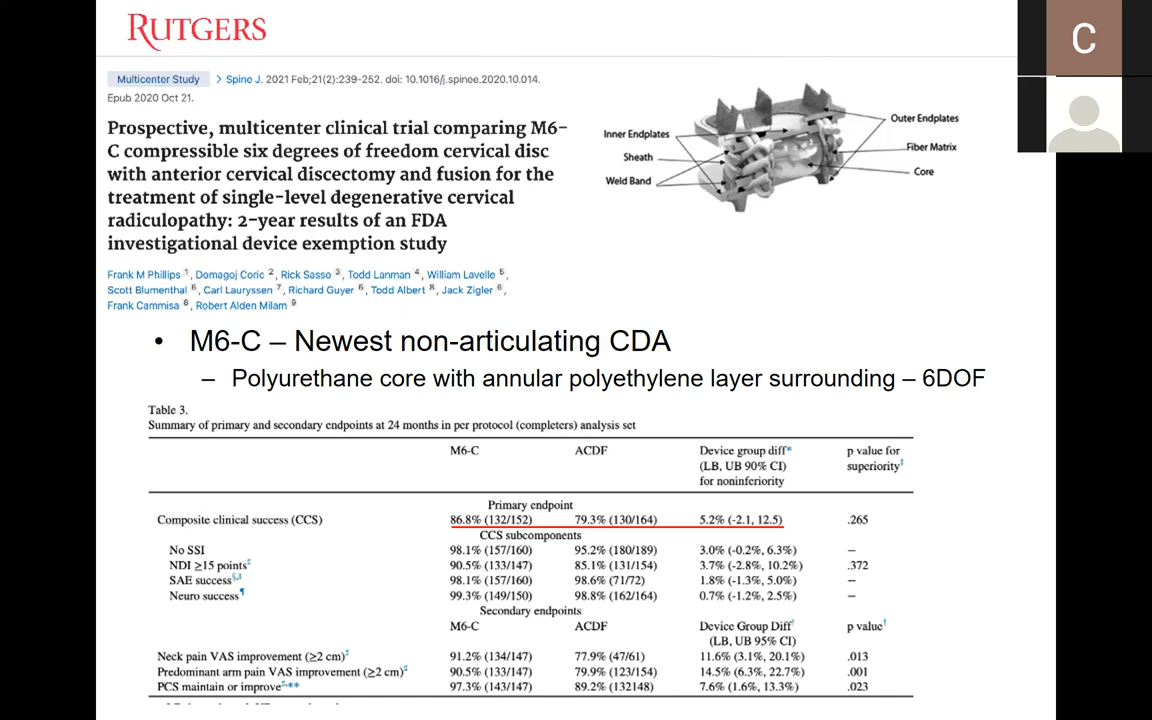 RUTGERS
C
Multicenter Study > Spine J. 2021 Feb;21(2):239-252. doi: 10.1016/j.spinee.2020.10.014.
Epub 2020 Oct 21.
Prospective, multicenter clinical trial comparing M6-
C compressible six degrees of freedom cervical disc
with anterior cervical discectomy and fusion for the
treatment of single-level degenerative cervical
radiculopathy: 2-year results of an FDA
investigational device exemption study
Frank M Phillips 1, Domagoj Coric 2, Rick Sasso 3, Todd Lanman 4, William Lavelle 5,
Scott Blumenthal 6, Carl Lauryssen 7, Richard Guyer 6, Todd Albert 8, Jack Zigler 6,
Frank Cammisa 8, Robert Alden Milam 9
Inner Endplates
Sheath
Weld Band
Outer Endplates
Fiber Matrix
Core
• M6-C – Newest non-articulating CDA
– Polyurethane core with annular polyethylene layer surrounding – 6DOF
Table 3.
Summary of primary and secondary endpoints at 24 months in per protocol (completers) analysis set
M6-C ACDF Device group diff* p value for
(LB, UB 90% CI) superiority†
for noninferiority
Primary endpoint
Composite clinical success (CCS) 86.8% (132/152) 79.3% (130/164) 5.2% (-2.1, 12.5) .265
CCS subcomponents
No SSI 98.1% (157/160) 95.2% (180/189) 3.0% (-0.2%, 6.3%) –
NDI ≥15 points 90.5% (133/147) 85.1% (131/154) 3.7% (-2.8%, 10.2%) .372
SAE success 98.1% (157/160) 98.6% (71/72) 1.8% (-1.3%, 5.0%) –
Neuro success¶ 99.3% (149/150) 98.8% (162/164) 0.7% (-1.2%, 2.5%) –
Secondary endpoints
M6-C ACDF Device Group Diff p value†
(LB, UB 95% CI)
Neck pain VAS improvement (≥2 cm) 91.2% (134/147) 77.9% (47/61) 11.6% (3.1%, 20.1%) .013
Predominant arm pain VAS improvement (≥2 cm) 90.5% (133/147) 79.9% (123/154) 14.5% (6.3%, 22.7%) .001
PCS maintain or improve 97.3% (143/147) 89.2% (132148) 7.6% (1.6%, 13.3%) .023